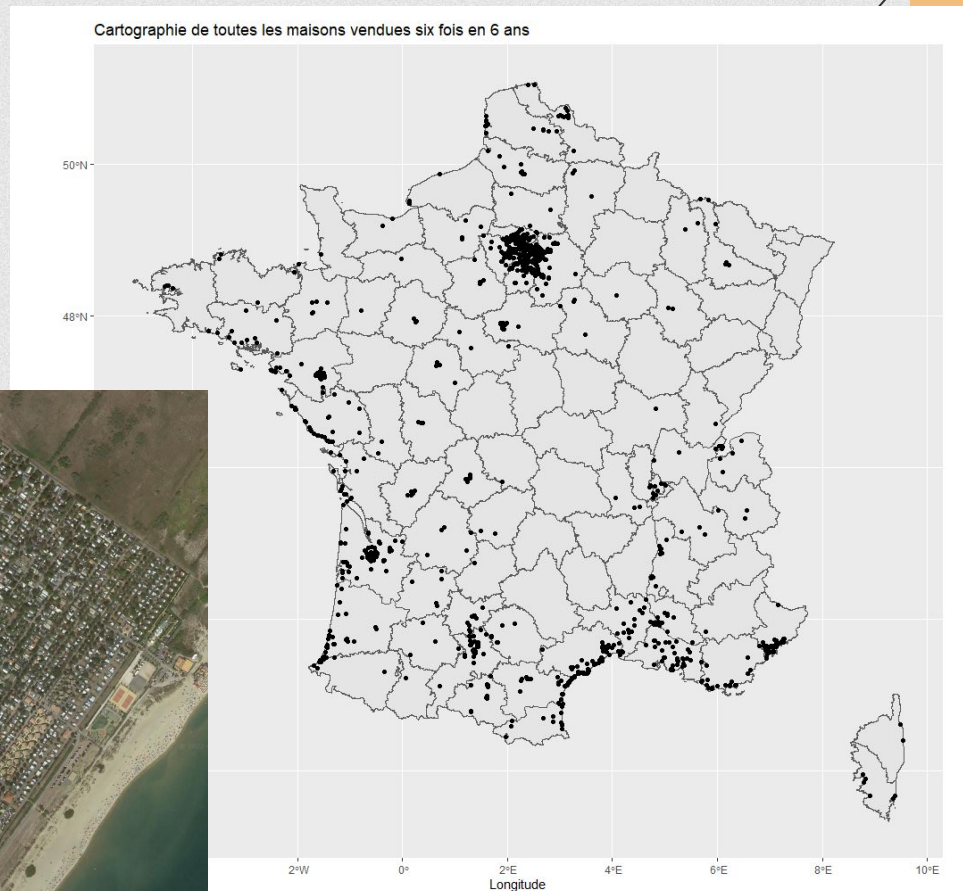 Cartographie de toutes les maisons vendues six fois en 6 ans
50°N
48°N
2°W
0°
2°E
4°E
6°E
8°E
10°E
Longitude